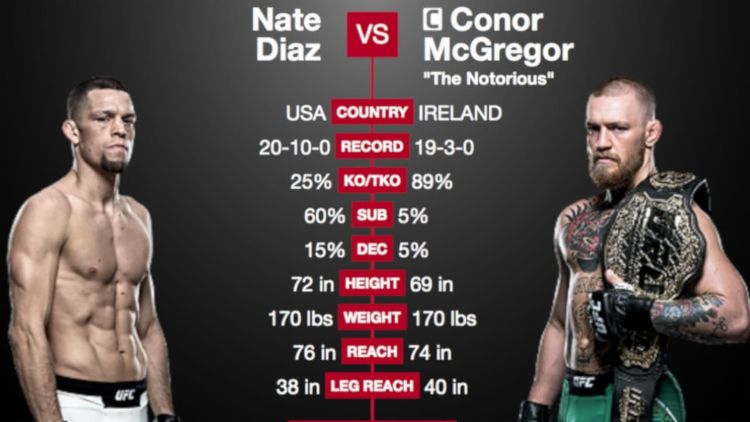 Nate
Diaz
VS
C Conor
McGregor
"The Notorious"
USA COUNTRY IRELAND
20-10-0 RECORD 19-3-0
25% KO/TKO 89%
60% SUB 5%
15% DEC 5%
72 in HEIGHT 69 in
170 lbs WEIGHT 170 lbs
76 in REACH 74 in
38 in LEG REACH 40 in
UFC
UFC